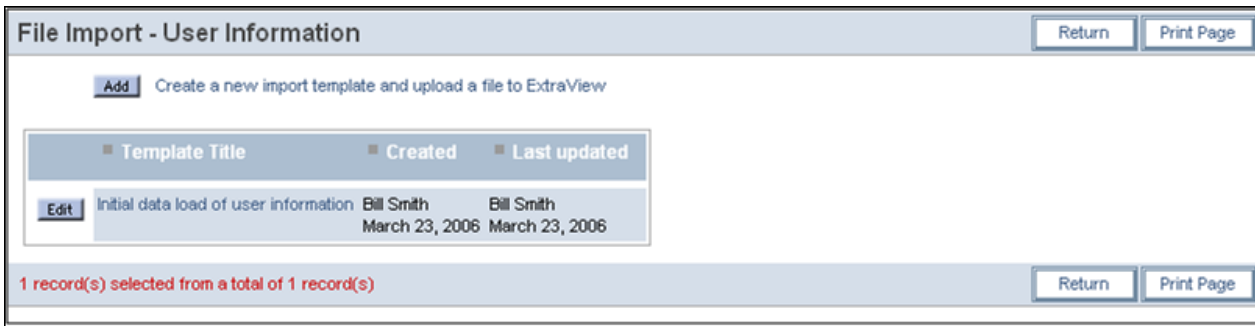 File Import - User Information
Return
Print Page
Add
Create a new import template and upload a file to ExtraView
Template Title
Created
Last updated
Edit
Initial data load of user information
Bill Smith
March 23, 2006
Bill Smith
March 23, 2006
1 record(s) selected from a total of 1 record(s)
Return
Print Page